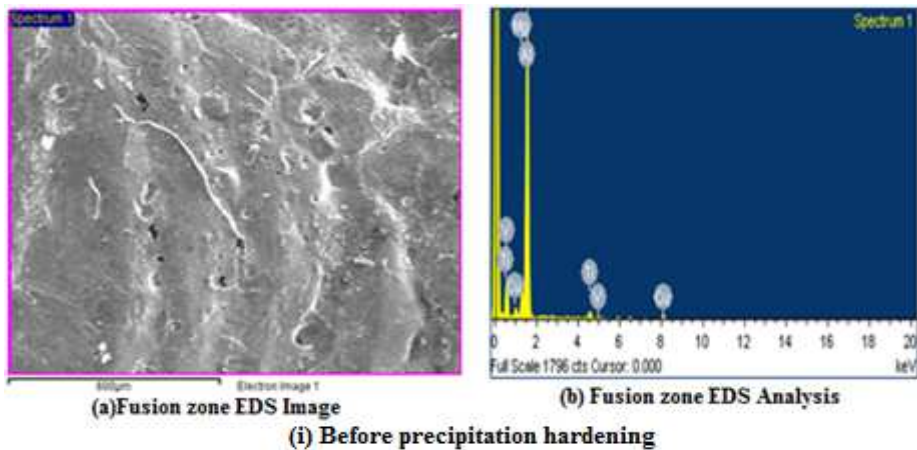 Spectrum 1
600µm
Electron Image 1
(a)Fusion zone EDS Image
Spectrum 1
0 2 4 6 8 10 12 14 16 18 20
Full Scale 1796 cts Cursor: 0.000
keV
(b) Fusion zone EDS Analysis
(i) Before precipitation hardening